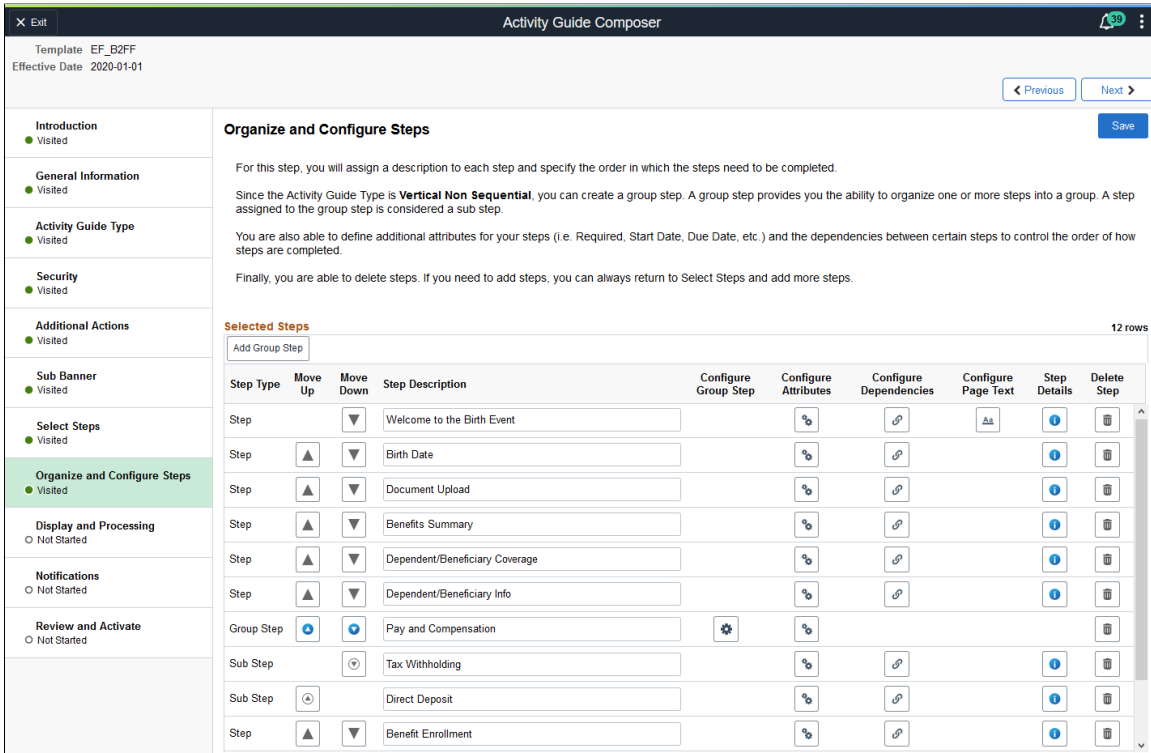 Exit
Activity Guide Composer
39
Template EF_B2FF
Effective Date 2020-01-01
Previous
Next
Introduction
Visited
General Information
Visited
Activity Guide Type
Visited
Security
Visited
Additional Actions
Visited
Sub Banner
Visited
Select Steps
Visited
Organize and Configure Steps
Visited
Display and Processing
Not Started
Notifications
Not Started
Review and Activate
Not Started
Organize and Configure Steps
Save
For this step, you will assign a description to each step and specify the order in which the steps need to be completed.
Since the Activity Guide Type is Vertical Non Sequential, you can create a group step. A group step provides you the ability to organize one or more steps into a group. A step
assigned to the group step is considered a sub step.
You are also able to define additional attributes for your steps (i.e. Required, Start Date, Due Date, etc.) and the dependencies between certain steps to control the order of how
steps are completed.
Finally, you are able to delete steps. If you need to add steps, you can always return to Select Steps and add more steps.
Selected Steps
12 rows
Add Group Step
Step Type Move Up Move Down Step Description Configure Group Step Configure Attributes Configure Dependencies Configure Page Text Step Details Delete Step
Step Welcome to the Birth Event Aa
Step Birth Date
Step Document Upload
Step Benefits Summary
Step Dependent/Beneficiary Coverage
Step Dependent/Beneficiary Info
Group Step Pay and Compensation
Sub Step Tax Withholding
Sub Step Direct Deposit
Step Benefit Enrollment